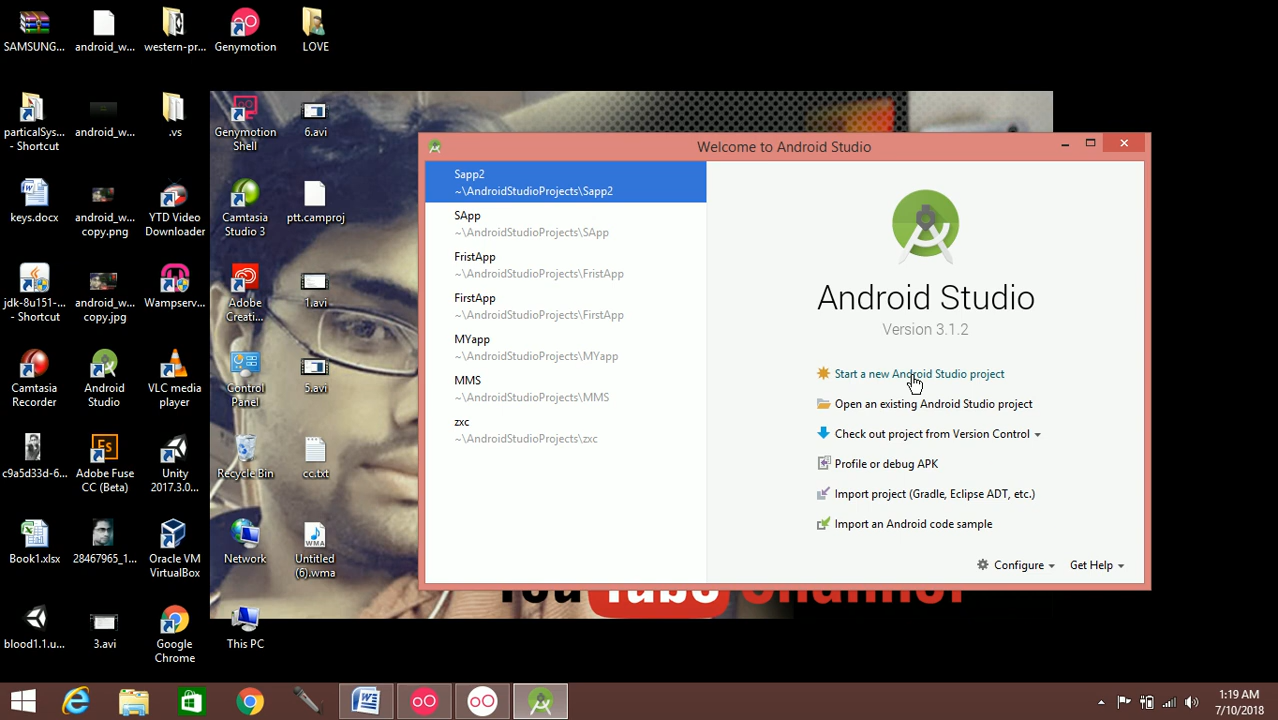 SAMSUNG...
android_w...
western-pr...
Genymotion
LOVE
particalSys...
- Shortcut
android_w...
.vs
Genymotion
Shell
6.avi
keys.docx
android_w...
copy.png
YTD Video
Downloader
Camtasia
Studio 3
ptt.camproj
jdk-8u151-...
- Shortcut
android_w...
copy.jpg
Wampserv...
Adobe
Creati...
1.avi
Camtasia
Recorder
Android
Studio
VLC media
player
Control
Panel
5.avi
c9a5d33d-6...
Adobe Fuse
CC (Beta)
Unity
2017.3.0...
Recycle Bin
cc.txt
Book1.xlsx
28467965_1...
Oracle VM
VirtualBox
Network
Untitled
(6).wma
blood1.1.u...
3.avi
Google
Chrome
This PC
Welcome to Android Studio
Sapp2
~\AndroidStudioProjects\Sapp2
SApp
~\AndroidStudioProjects\SApp
FristApp
~\AndroidStudioProjects\FristApp
FirstApp
~\AndroidStudioProjects\FirstApp
MYapp
~\AndroidStudioProjects\MYapp
MMS
~\AndroidStudioProjects\MMS
zxc
~\AndroidStudioProjects\zxc
Android Studio
Version 3.1.2
Start a new Android Studio project
Open an existing Android Studio project
Check out project from Version Control
Profile or debug APK
Import project (Gradle, Eclipse ADT, etc.)
Import an Android code sample
Configure
Get Help
YouTube Channel
1:19 AM
7/10/2018